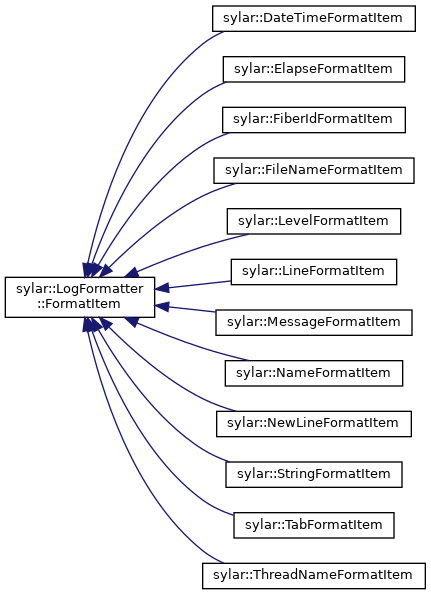 sylar::DateTimeFormatItem
sylar::ElapseFormatItem
sylar::FiberIdFormatItem
sylar::FileNameFormatItem
sylar::LevelFormatItem
sylar::LineFormatItem
sylar::LogFormatter
::FormatItem
sylar::MessageFormatItem
sylar::NameFormatItem
sylar::NewLineFormatItem
sylar::StringFormatItem
sylar::TabFormatItem
sylar::ThreadNameFormatItem